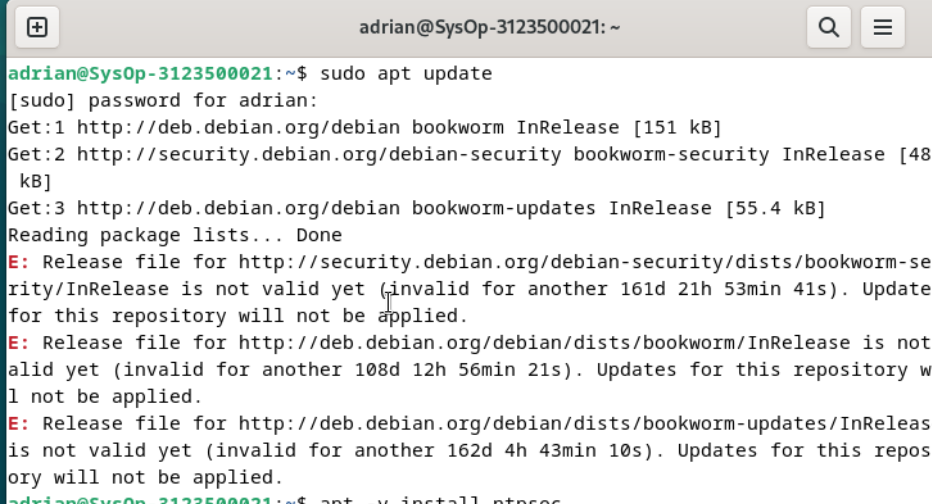 adrian@SysOp-3123500021: ~
adrian@SysOp-3123500021:~$ sudo apt update
[sudo] password for adrian:
Get:1 http://deb.debian.org/debian bookworm InRelease [151 kB]
Get:2 http://security.debian.org/debian-security bookworm-security InRelease [48
 kB]
Get:3 http://deb.debian.org/debian bookworm-updates InRelease [55.4 kB]
Reading package lists... Done
E: Release file for http://security.debian.org/debian-security/dists/bookworm-se
rity/InRelease is not valid yet (invalid for another 161d 21h 53min 41s). Update
for this repository will not be applied.
E: Release file for http://deb.debian.org/debian/dists/bookworm/InRelease is not
alid yet (invalid for another 108d 12h 56min 21s). Updates for this repository w
l not be applied.
E: Release file for http://deb.debian.org/debian/dists/bookworm-updates/InReleas
is not valid yet (invalid for another 162d 4h 43min 10s). Updates for this repos
ory will not be applied.
adrian@SysOp-3123500021:~$ apt -y install ntpsec